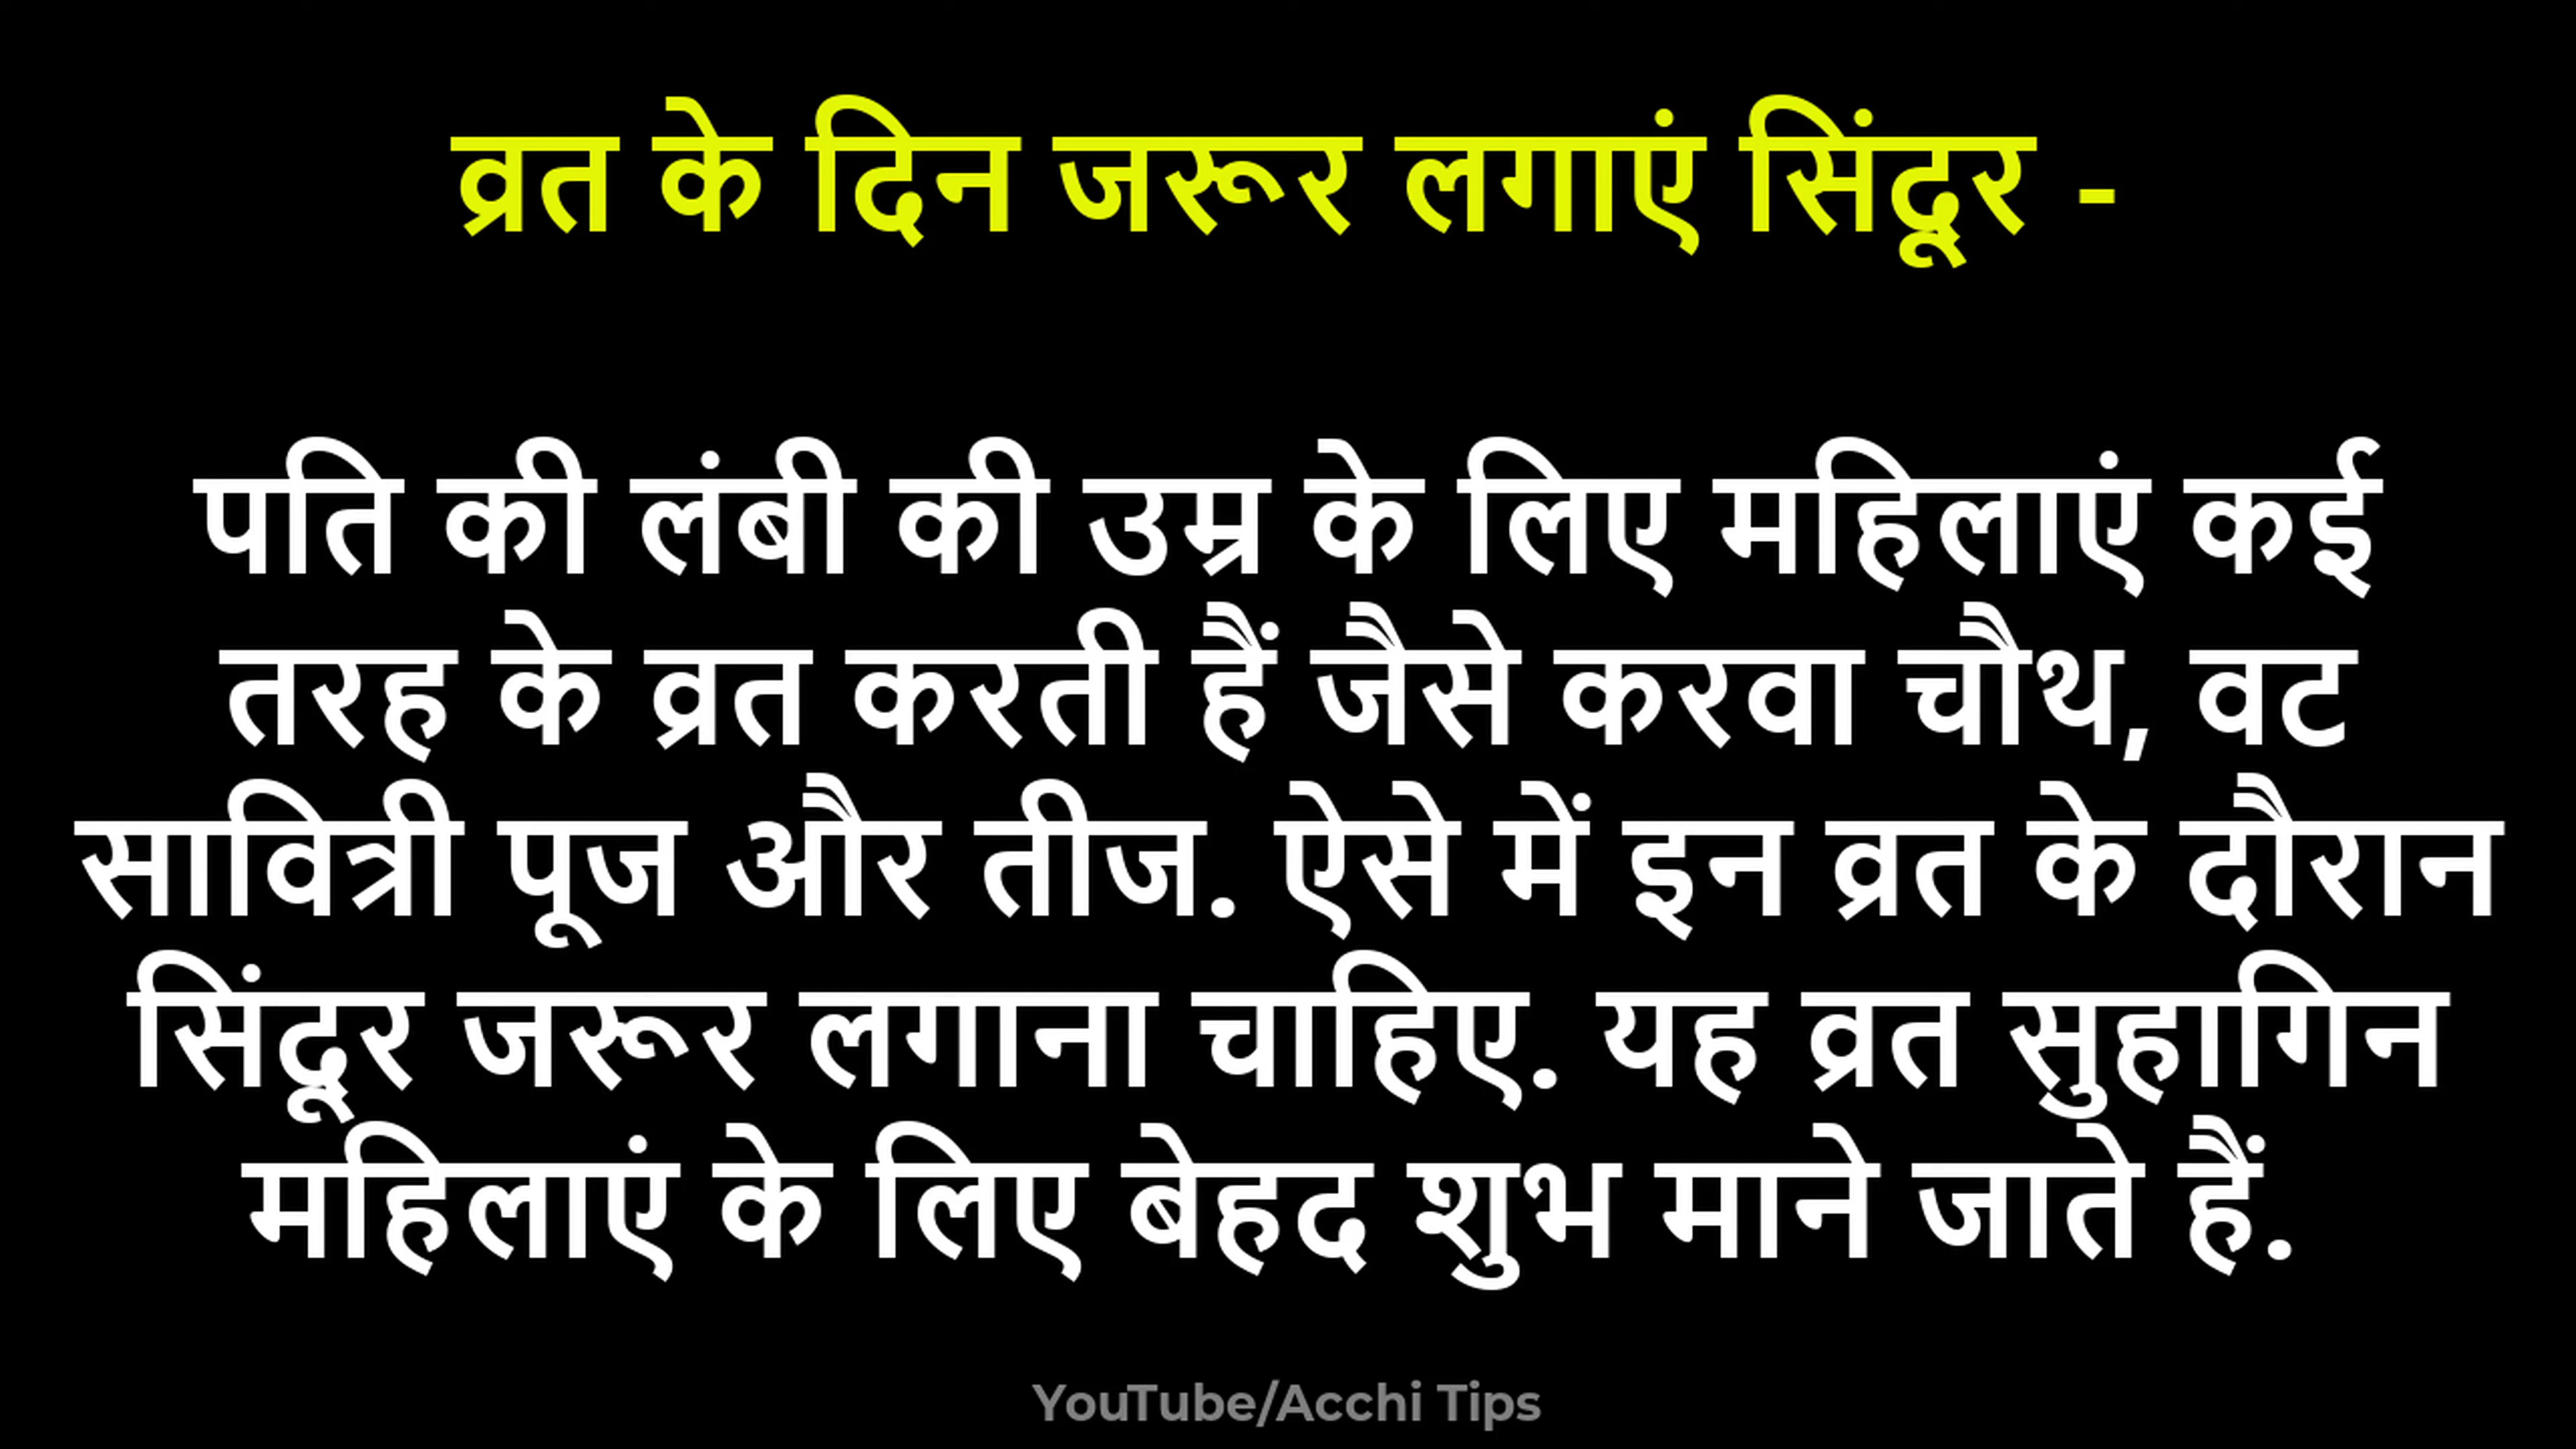 व्रत के दिन जरूर लगाएं सिंदूर -
पति की लंबी की उम्र के लिए महिलाएं कई
तरह के व्रत करती हैं जैसे करवा चौथ, वट
सावित्री पूज और तीज. ऐसे में इन व्रत के दौरान
सिंदूर जरूर लगाना चाहिए. यह व्रत सुहागिन
महिलाएं के लिए बेहद शुभ माने जाते हैं.
YouTube/Acchi Tips